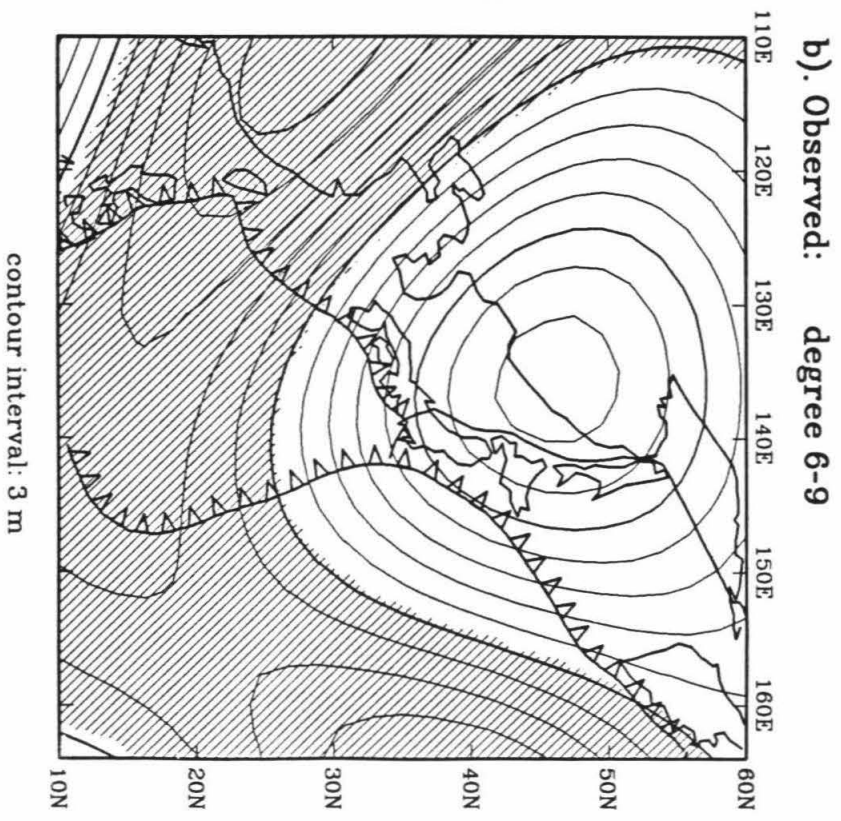 b). Observed: degree 6-9
110E
120E
130E
140E
150E
160E
60N
50N
40N
30N
20N
10N
contour interval: 3 m